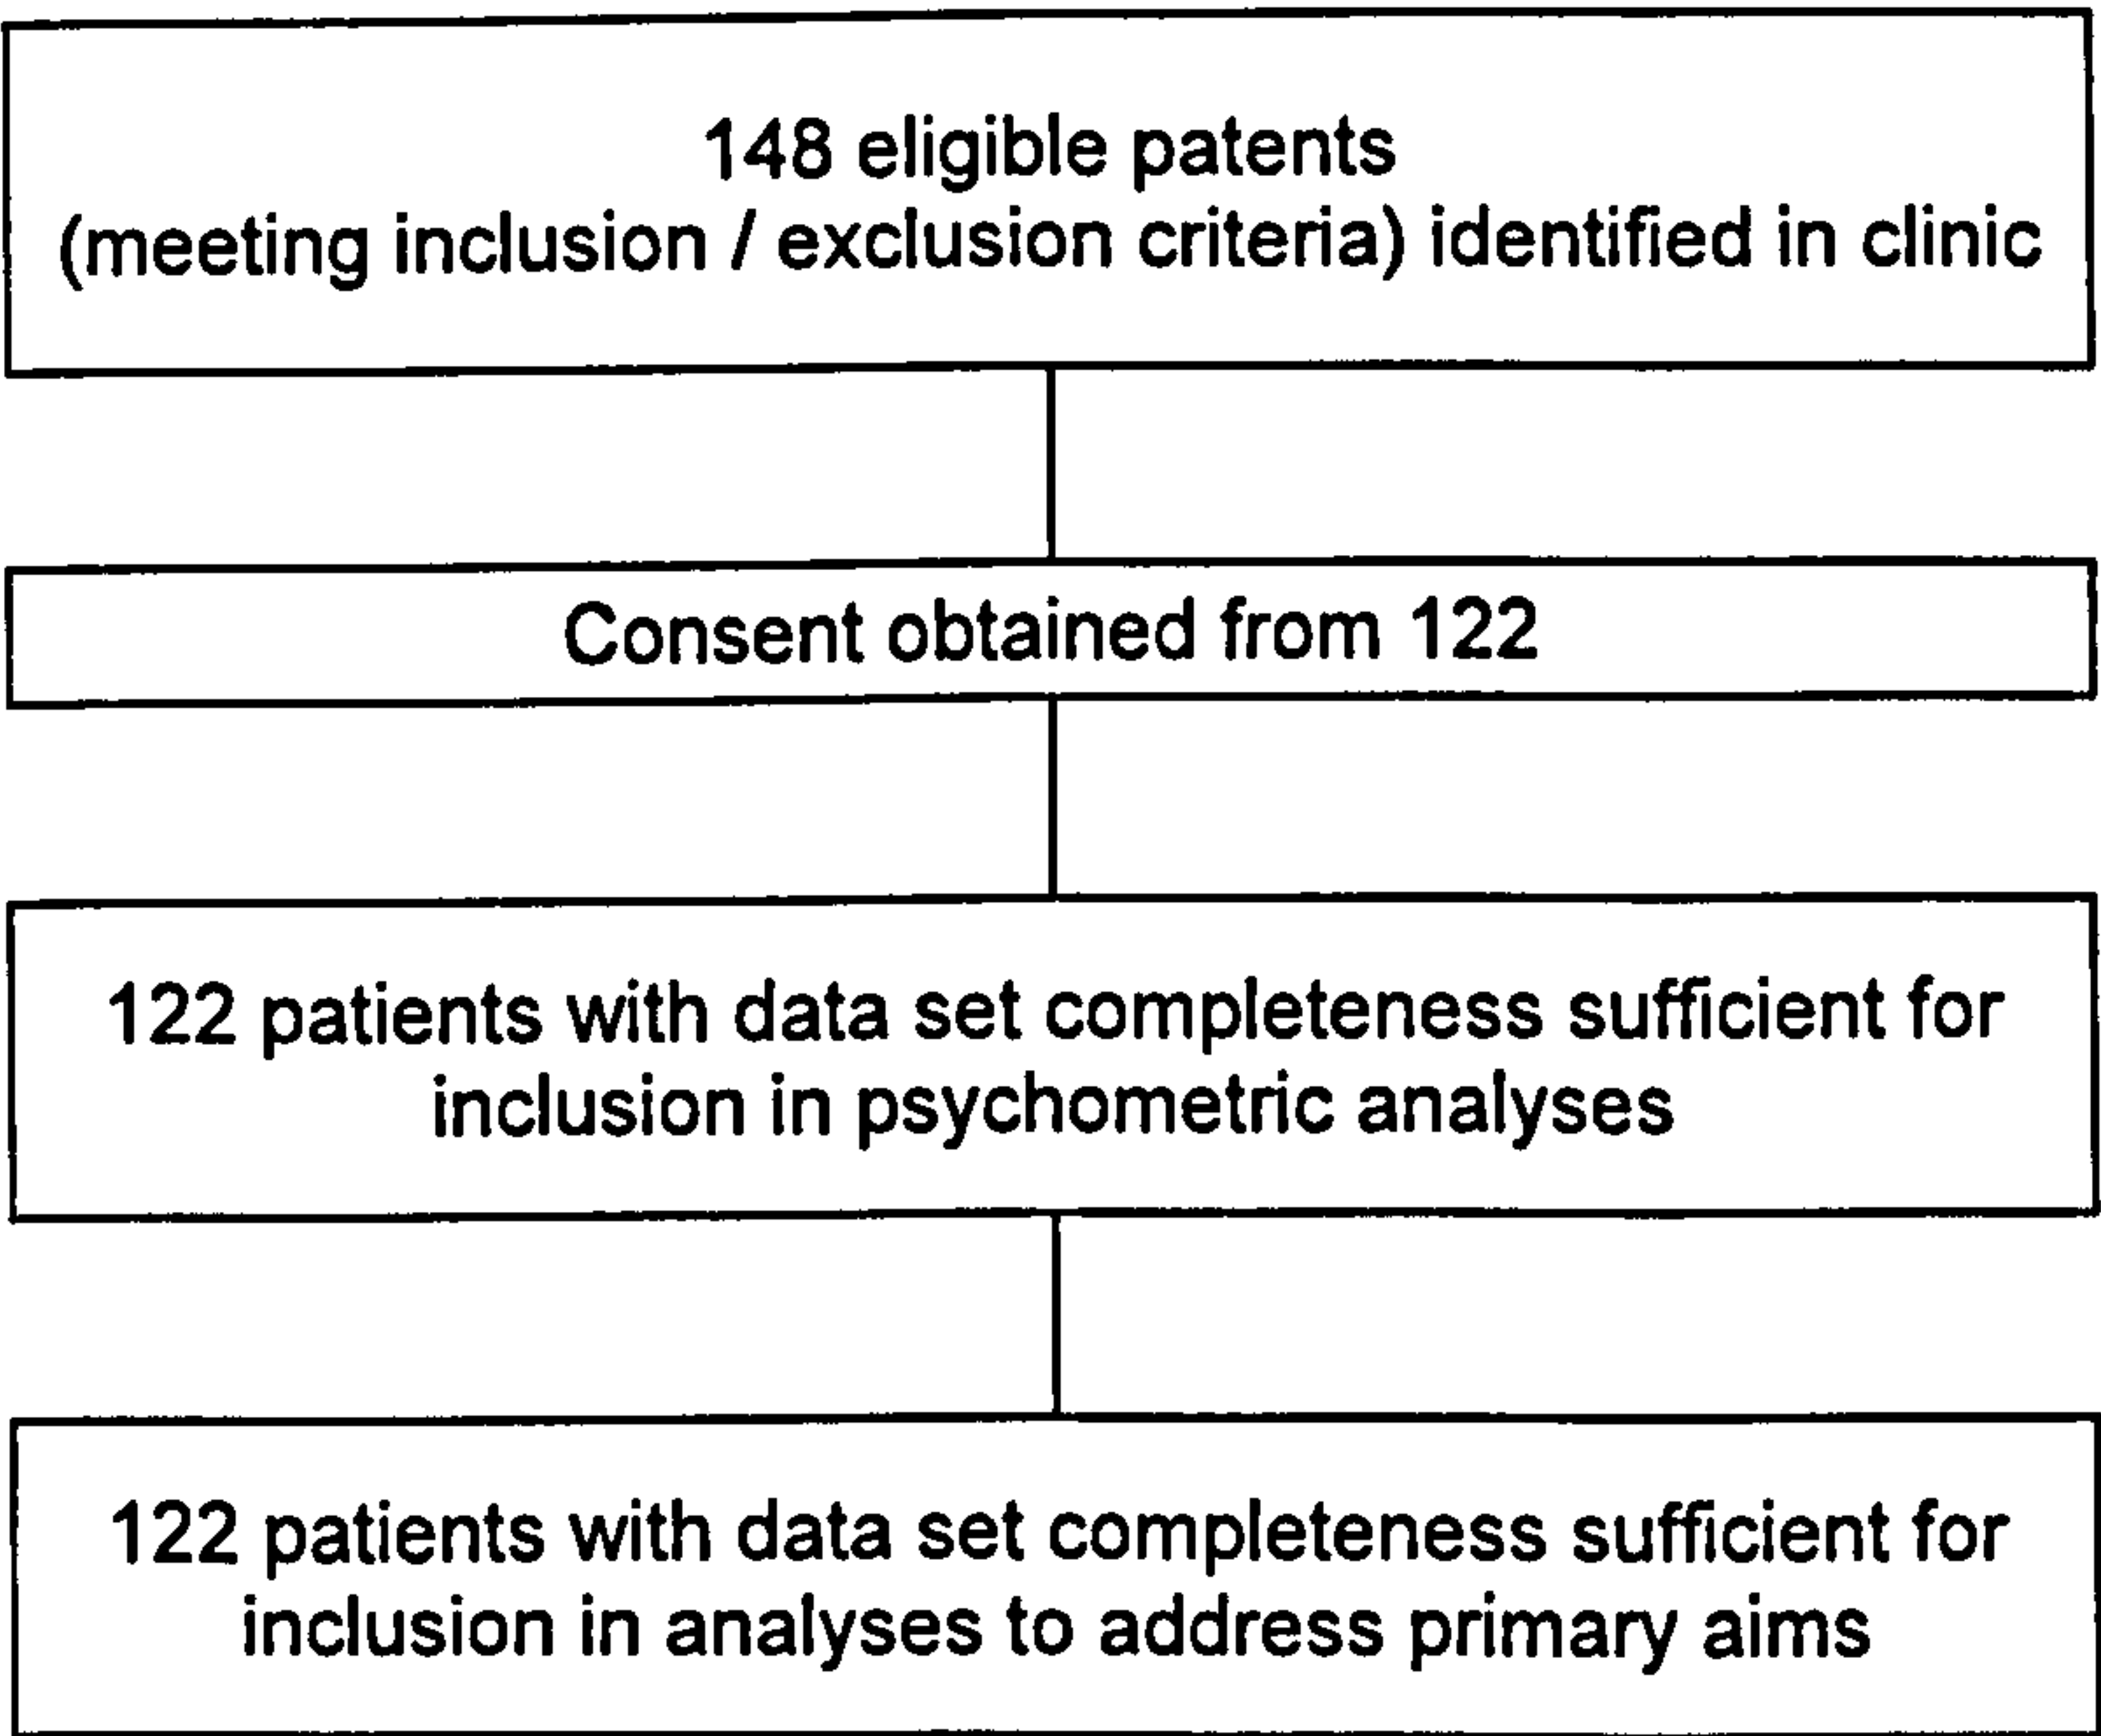 148 eligible patents
(meeting inclusion / exclusion criteria) identified in clinic
Consent obtained from 122
122 patients with data set completeness sufficient for
inclusion in psychometric analyses
122 patients with data set completeness sufficient for
inclusion in analyses to address primary aims